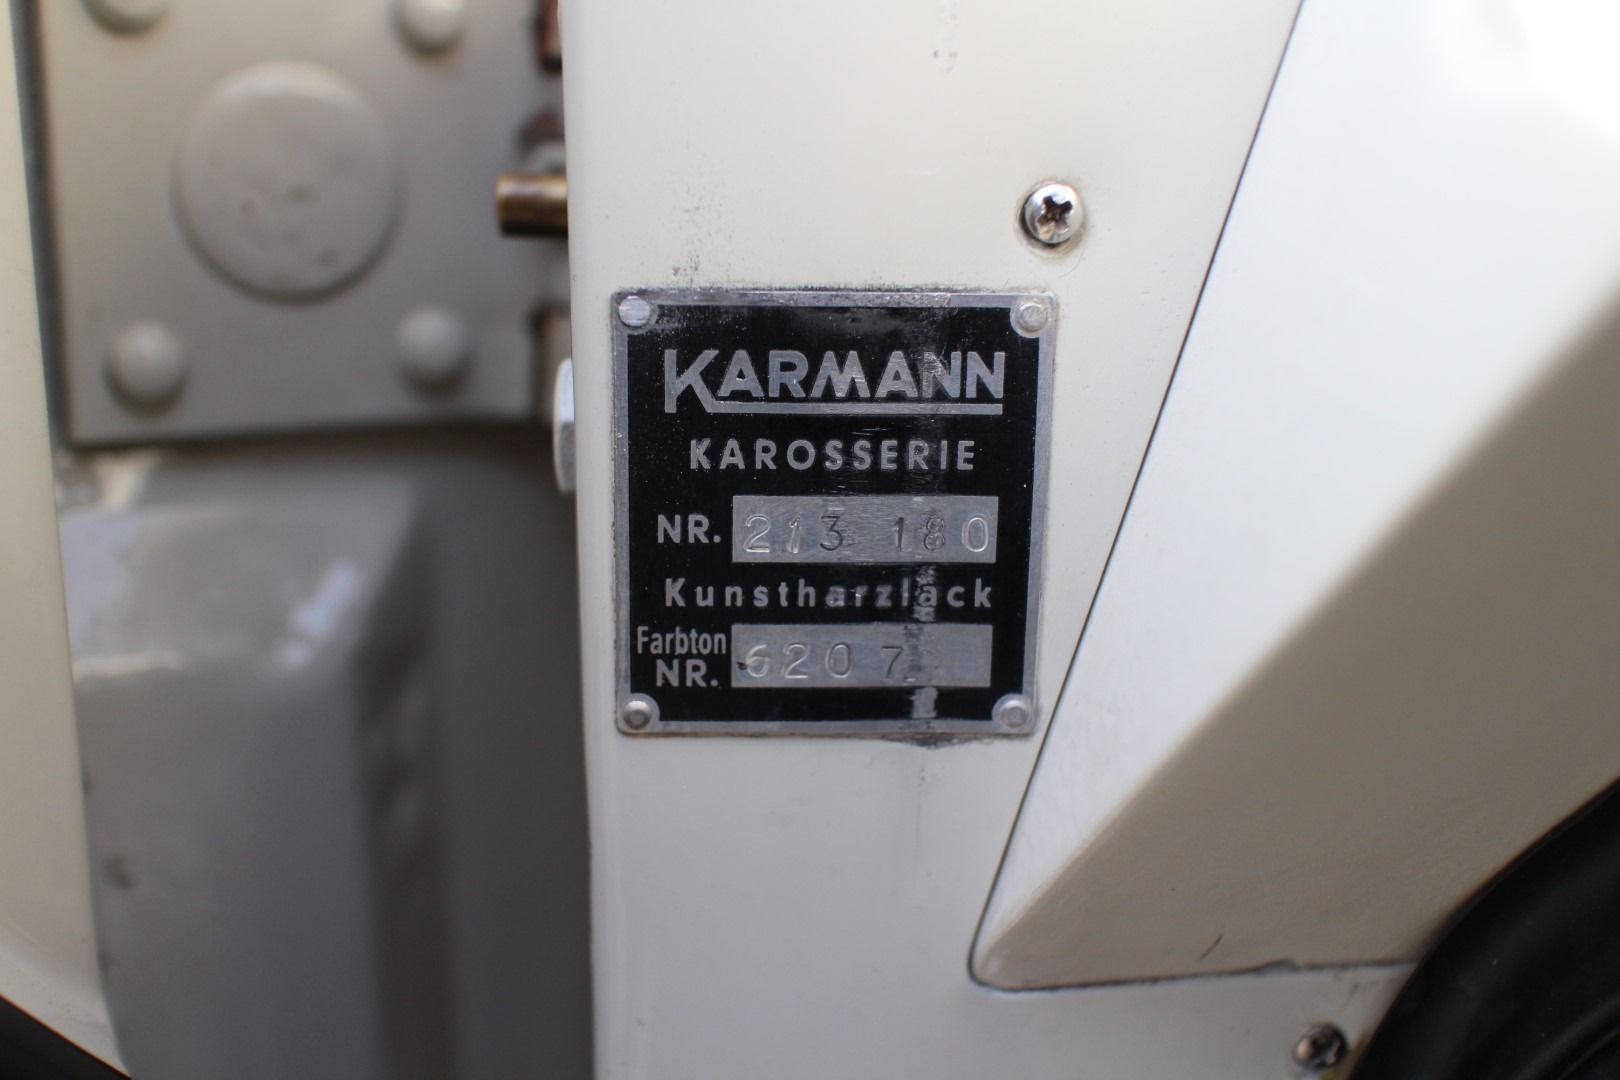 KARMANN
KAROSSERIE
NR. 213 180
Kunstharzlack
Farbton
NR. 6207